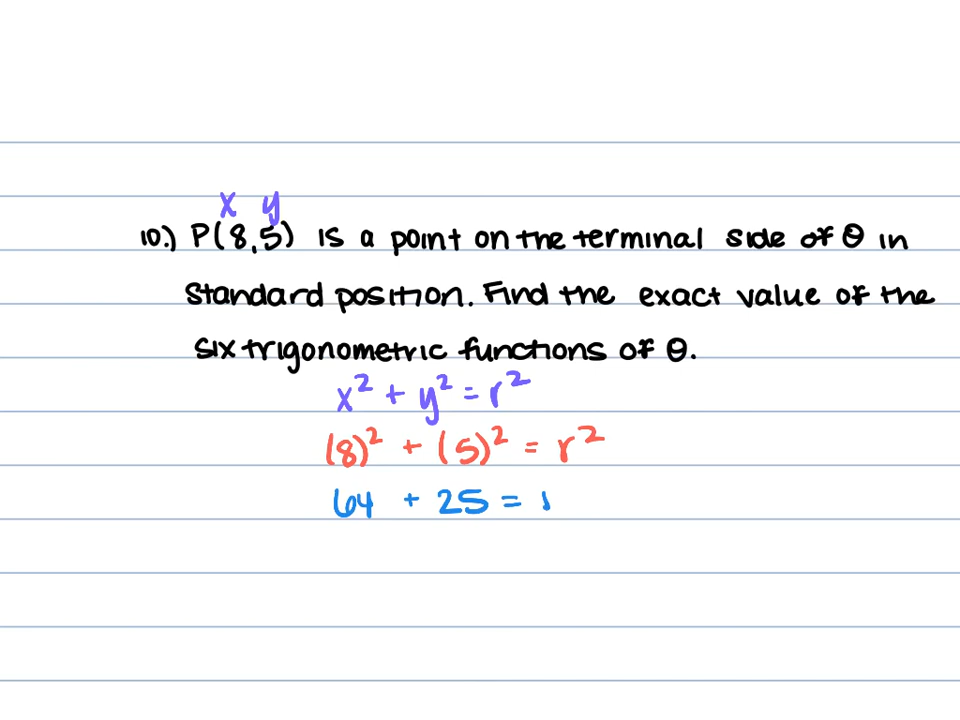 x y
10.) P(8,5) is a point on the terminal side of θ in
Standard position. Find the exact value of the
six trigonometric functions of θ.
x² + y² = r²
(8)² + (5)² = r²
64 + 25 =